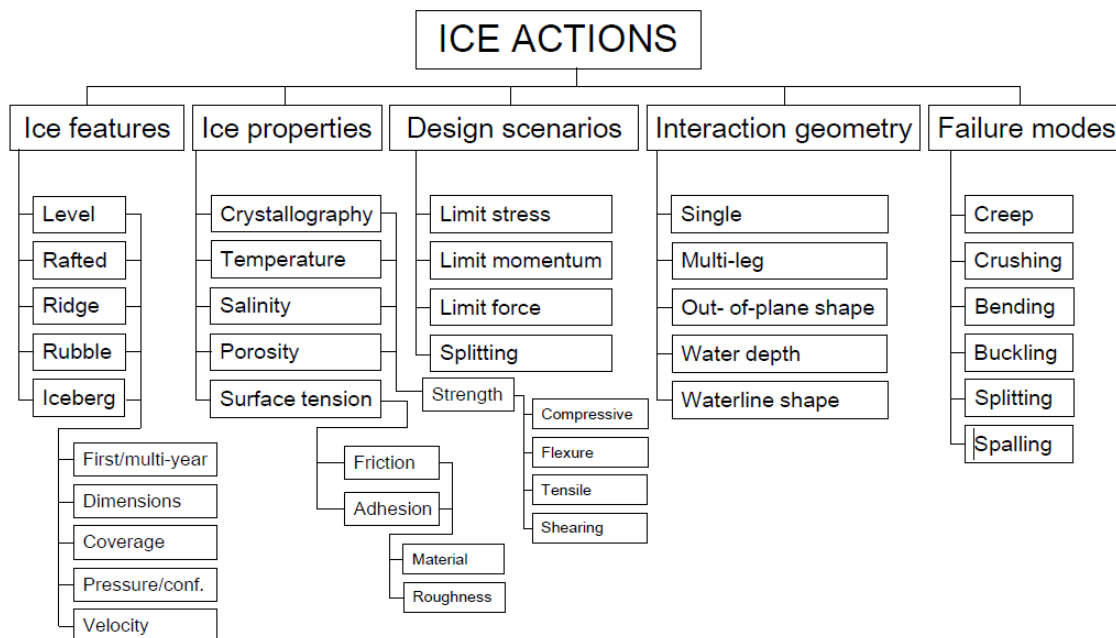 ICE ACTIONS
Ice features
Ice properties
Design scenarios
Interaction geometry
Failure modes
Level
Rafted
Ridge
Rubble
Iceberg
First/multi-year
Dimensions
Coverage
Pressure/conf.
Velocity
Crystallography
Temperature
Salinity
Porosity
Surface tension
Friction
Adhesion
Material
Roughness
Strength
Compressive
Flexure
Tensile
Shearing
Limit stress
Limit momentum
Limit force
Splitting
Single
Multi-leg
Out- of-plane shape
Water depth
Waterline shape
Creep
Crushing
Bending
Buckling
Splitting
Spalling